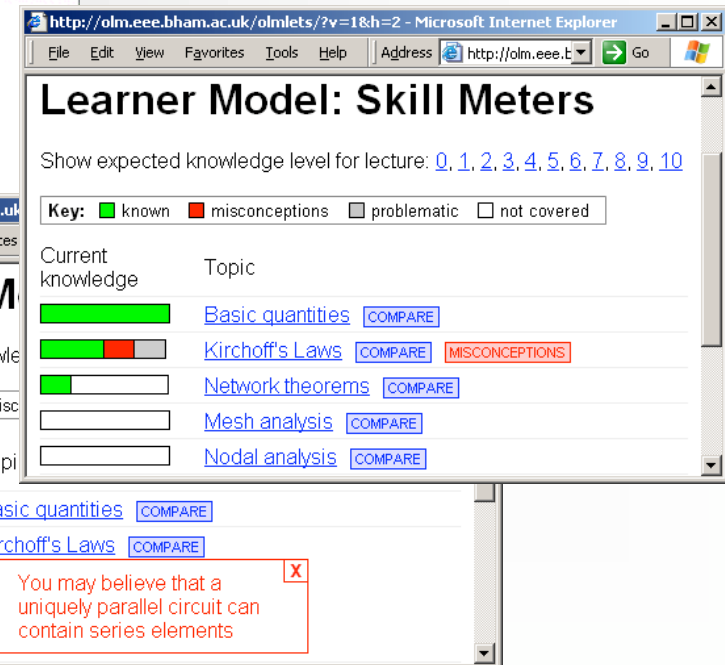 http://olm.eee.bham.ac.uk/olmlets/?v=1&h=2 - Microsoft Internet Explorer
File Edit View Favorites Tools Help Address http://olm.eee.b Go
Learner Model: Skill Meters
Show expected knowledge level for lecture: 0, 1, 2, 3, 4, 5, 6, 7, 8, 9, 10
Key: known misconceptions problematic not covered
Current knowledge Topic
Basic quantities COMPARE
Kirchoff's Laws COMPARE MISCONCEPTIONS
Network theorems COMPARE
Mesh analysis COMPARE
Nodal analysis COMPARE
asic quantities COMPARE
rchoff's Laws COMPARE
You may believe that a X
uniquely parallel circuit can
contain series elements